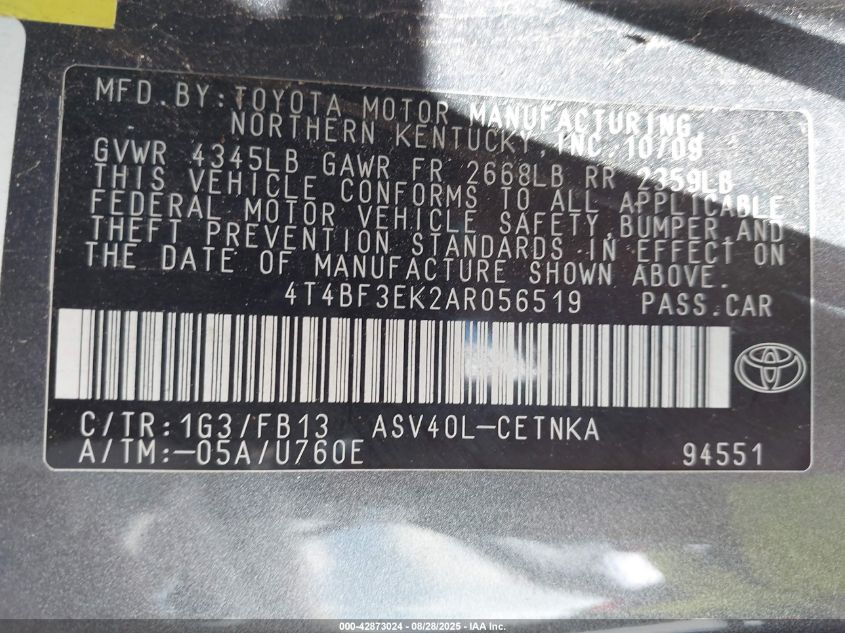 MFD.BY:TOYOTA MOTOR MANUFACTURING,
NORTHERN KENTUCKY,INC.10/09
GVWR 4345LB GAWR FR 2668LB RR 2359LB
THIS VEHICLE CONFORMS TO ALL APPLICABLE
FEDERAL MOTOR VEHICLE SAFETY,BUMPER,AND
THEFT PREVENTION STANDARDS IN EFFECT ON
THE DATE OF MANUFACTURE SHOWN ABOVE.
4T4BF3EK2AR056519 PASS.CAR
C/TR:1G3/FB13 ASV40L-CETNKA
A/TM:-05A/U760E 94551
000-42873024 - 08/28/2025 - IAA Inc.